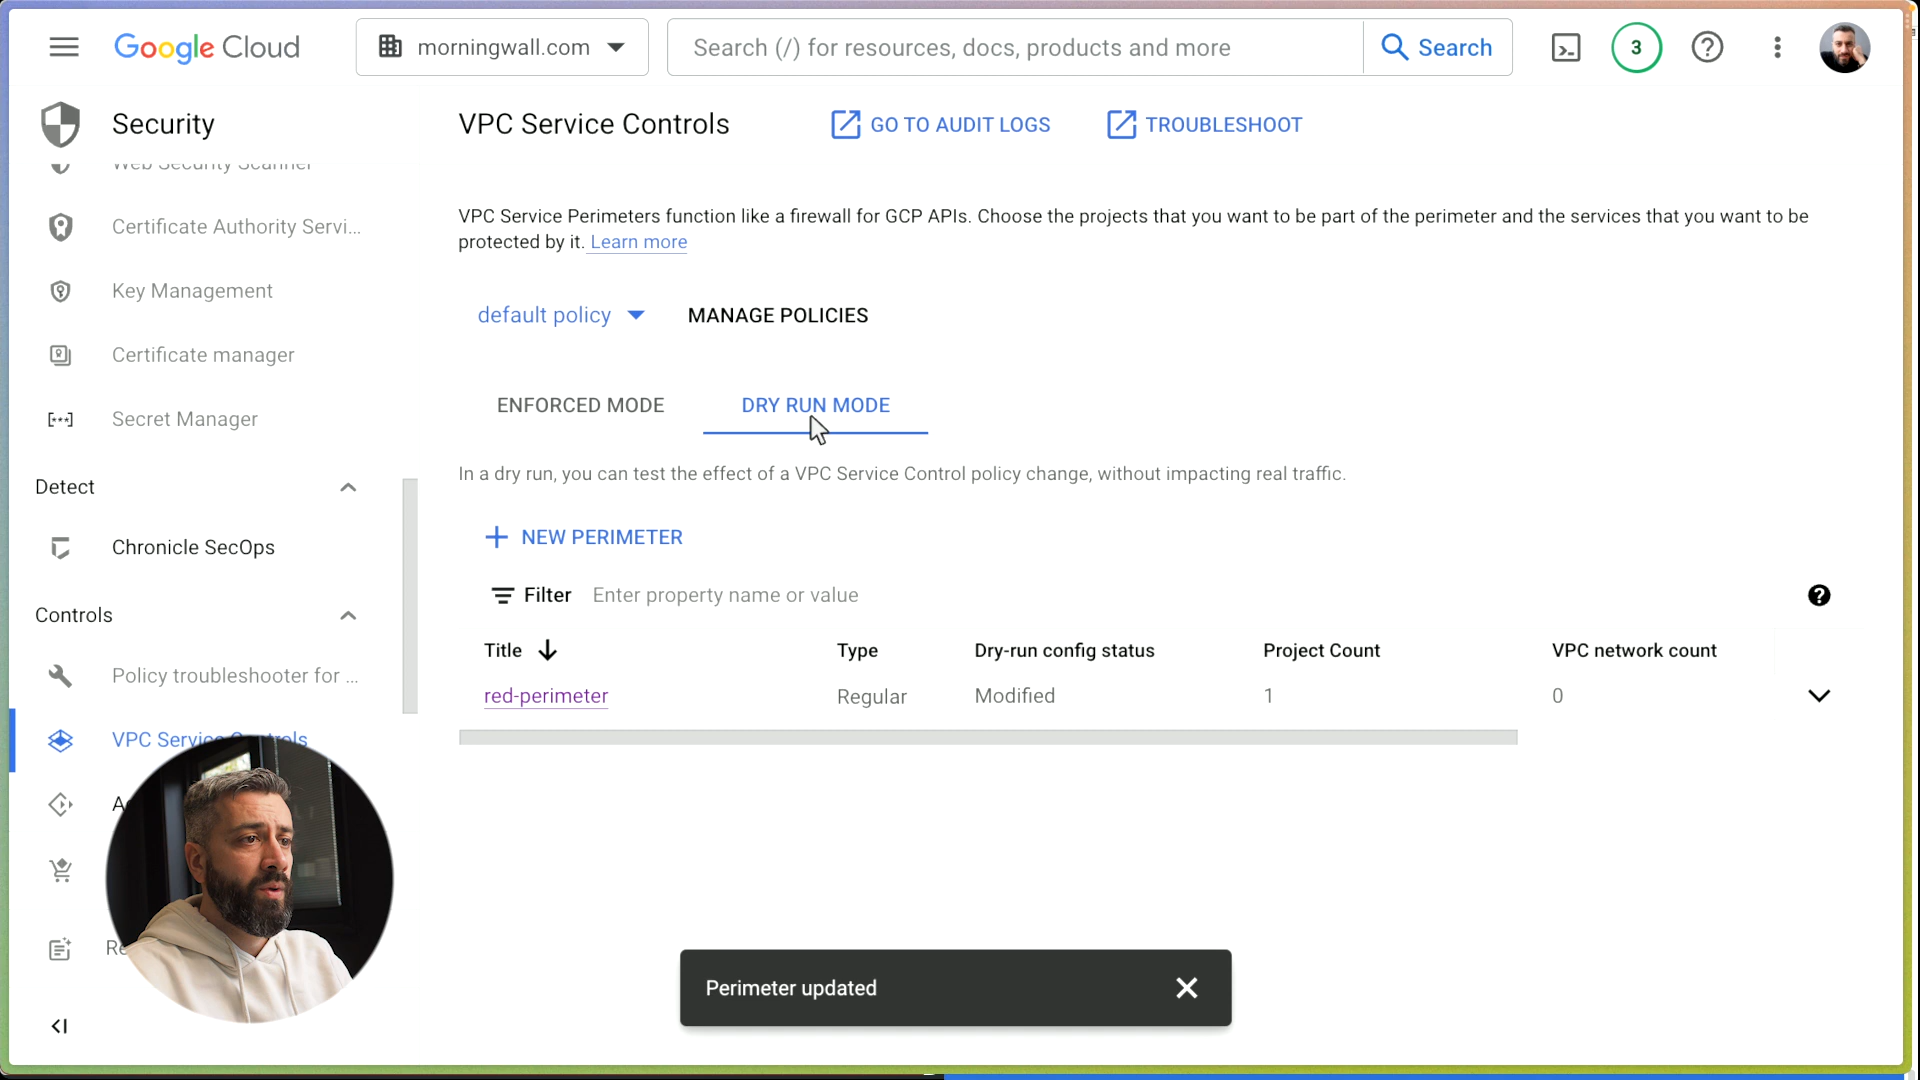 Google Cloud
morningwall.com
Search (/) for resources, docs, products and more
Search
3
Security
VPC Service Controls
GO TO AUDIT LOGS
TROUBLESHOOT
Web Security Scanner
VPC Service Perimeters function like a firewall for GCP APIs. Choose the projects that you want to be part of the perimeter and the services that you want to be
protected by it. Learn more
Certificate Authority Servi...
Key Management
Certificate manager
Secret Manager
Detect
Chronicle SecOps
Controls
Policy troubleshooter for ...
VPC Service Controls
default policy
MANAGE POLICIES
ENFORCED MODE
DRY RUN MODE
In a dry run, you can test the effect of a VPC Service Control policy change, without impacting real traffic.
NEW PERIMETER
Filter Enter property name or value
Title Type Dry-run config status Project Count VPC network count
red-perimeter Regular Modified 1 0
Perimeter updated